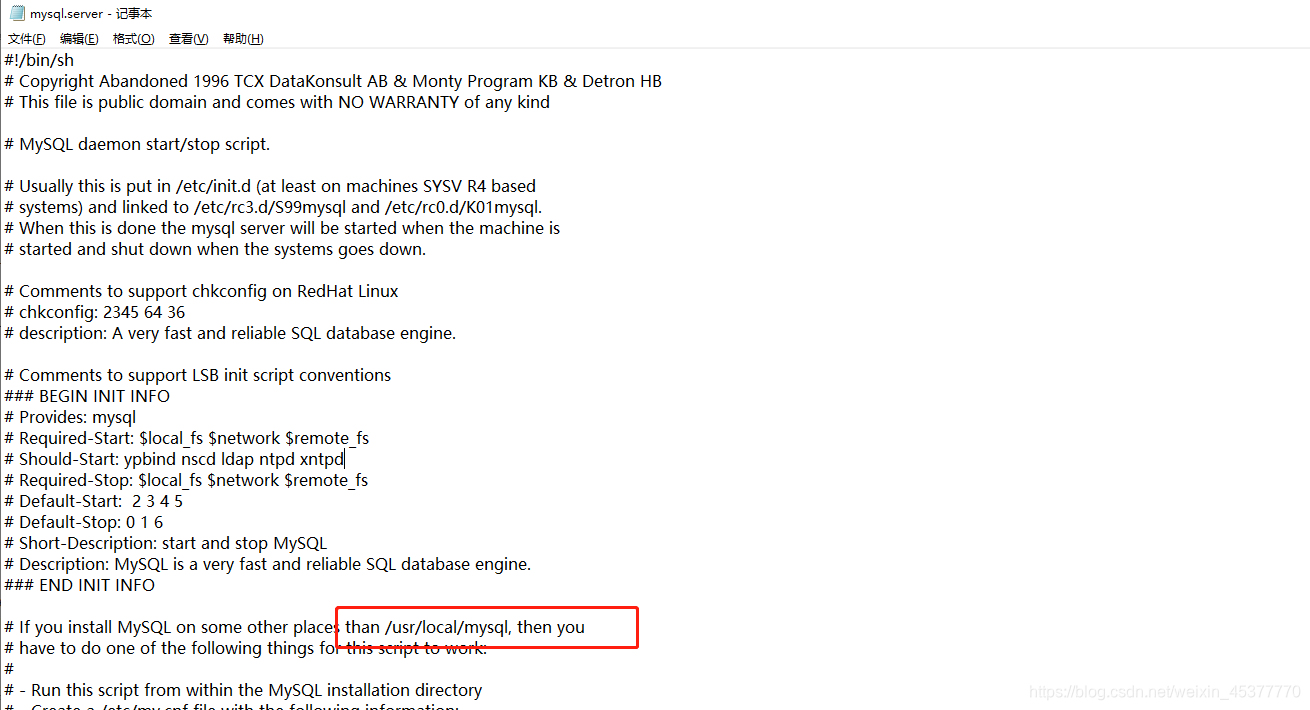 mysql.server - 记事本
文件(F) 编辑(E) 格式(O) 查看(V) 帮助(H)
#!/bin/sh
# Copyright Abandoned 1996 TCX DataKonsult AB & Monty Program KB & Detron HB
# This file is public domain and comes with NO WARRANTY of any kind
# MySQL daemon start/stop script.
# Usually this is put in /etc/init.d (at least on machines SYSV R4 based
# systems) and linked to /etc/rc3.d/S99mysql and /etc/rc0.d/K01mysql.
# When this is done the mysql server will be started when the machine is
# started and shut down when the systems goes down.
# Comments to support chkconfig on RedHat Linux
# chkconfig: 2345 64 36
# description: A very fast and reliable SQL database engine.
# Comments to support LSB init script conventions
### BEGIN INIT INFO
# Provides: mysql
# Required-Start: $local_fs $network $remote_fs
# Should-Start: ypbind nscd ldap ntpd xntpd
# Required-Stop: $local_fs $network $remote_fs
# Default-Start:  2 3 4 5
# Default-Stop: 0 1 6
# Short-Description: start and stop MySQL
# Description: MySQL is a very fast and reliable SQL database engine.
### END INIT INFO
# If you install MySQL on some other places than /usr/local/mysql, then you
# have to do one of the following things for this script to work:
#
# - Run this script from within the MySQL installation directory
# - Create a /etc/my.cnf file with the following information:
https://blog.csdn.net/weixin_45377770